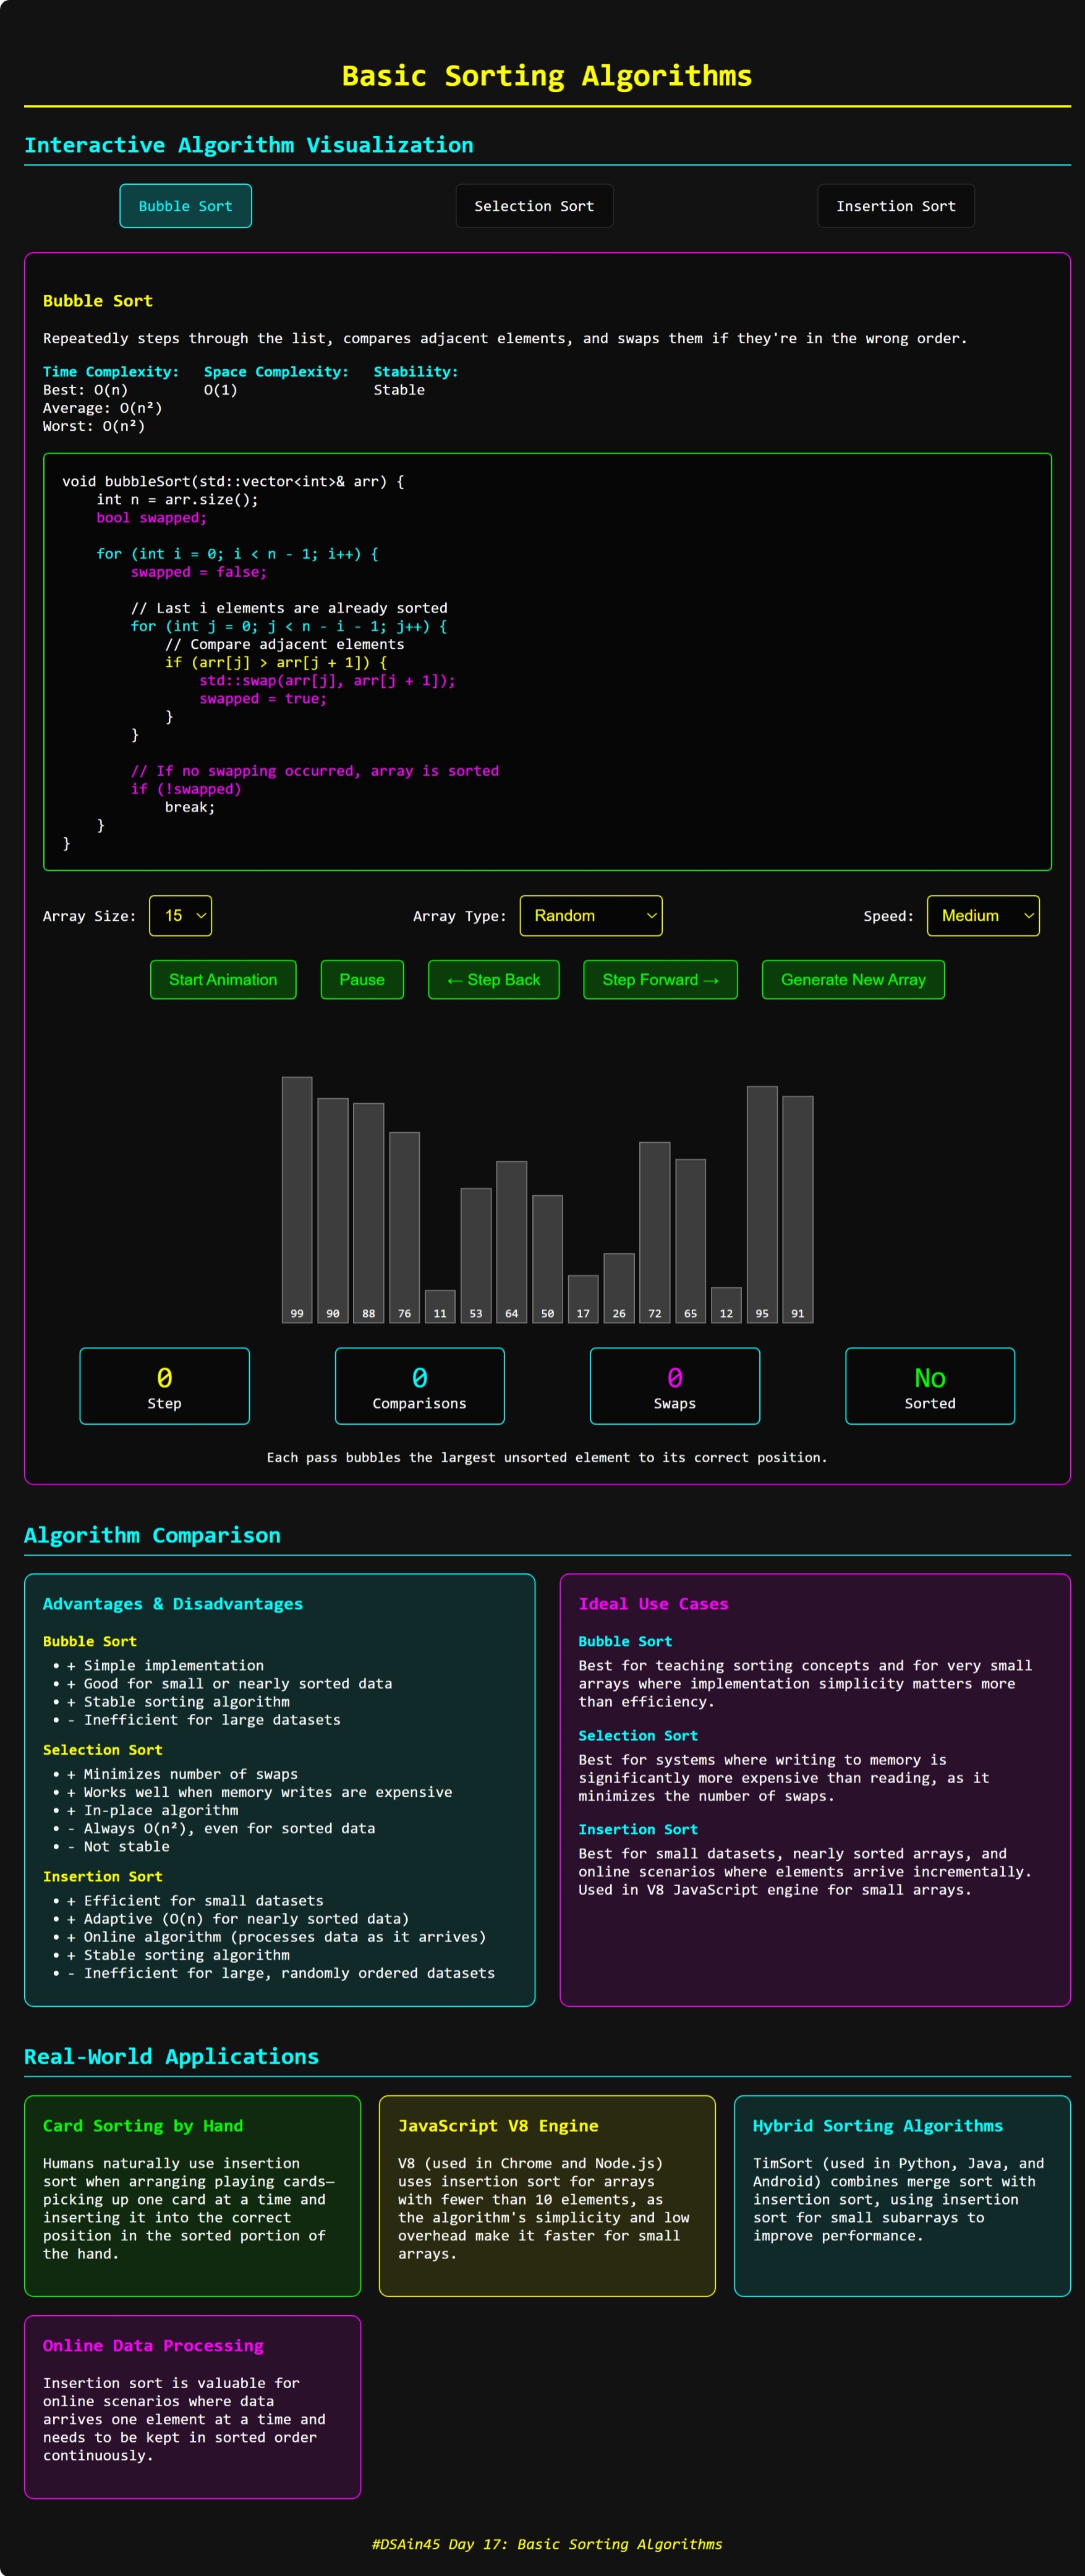 Basic Sorting Algorithms
Interactive Algorithm Visualization
Bubble Sort
Selection Sort
Insertion Sort
Bubble Sort
Repeatedly steps through the list, compares adjacent elements, and swaps them if they're in the wrong order.
Time Complexity: Space Complexity: Stability:
Best: O(n) O(1) Stable
Average: O(n²)
Worst: O(n²)
void bubbleSort(std::vector<int>& arr) {
    int n = arr.size();
    bool swapped;
    for (int i = 0; i < n - 1; i++) {
        swapped = false;
        // Last i elements are already sorted
        for (int j = 0; j < n - i - 1; j++) {
            // Compare adjacent elements
            if (arr[j] > arr[j + 1]) {
                std::swap(arr[j], arr[j + 1]);
                swapped = true;
            }
        }
        // If no swapping occurred, array is sorted
        if (!swapped)
            break;
    }
}
Array Size: 15 Array Type: Random Speed: Medium
Start Animation Pause ← Step Back Step Forward → Generate New Array
99 90 88 76 11 53 64 50 17 26 72 65 12 95 91
0 0 0 No
Step Comparisons Swaps Sorted
Each pass bubbles the largest unsorted element to its correct position.
Algorithm Comparison
Advantages & Disadvantages
Bubble Sort
• + Simple implementation
• + Good for small or nearly sorted data
• + Stable sorting algorithm
• - Inefficient for large datasets
Selection Sort
• + Minimizes number of swaps
• + Works well when memory writes are expensive
• + In-place algorithm
• - Always O(n²), even for sorted data
• - Not stable
Insertion Sort
• + Efficient for small datasets
• + Adaptive (O(n) for nearly sorted data)
• + Online algorithm (processes data as it arrives)
• + Stable sorting algorithm
• - Inefficient for large, randomly ordered datasets
Ideal Use Cases
Bubble Sort
Best for teaching sorting concepts and for very small
arrays where implementation simplicity matters more
than efficiency.
Selection Sort
Best for systems where writing to memory is
significantly more expensive than reading, as it
minimizes the number of swaps.
Insertion Sort
Best for small datasets, nearly sorted arrays, and
online scenarios where elements arrive incrementally.
Used in V8 JavaScript engine for small arrays.
Real-World Applications
Card Sorting by Hand
Humans naturally use insertion
sort when arranging playing cards—
picking up one card at a time and
inserting it into the correct
position in the sorted portion of
the hand.
JavaScript V8 Engine
V8 (used in Chrome and Node.js)
uses insertion sort for arrays
with fewer than 10 elements, as
the algorithm's simplicity and low
overhead make it faster for small
arrays.
Hybrid Sorting Algorithms
TimSort (used in Python, Java, and
Android) combines merge sort with
insertion sort, using insertion
sort for small subarrays to
improve performance.
Online Data Processing
Insertion sort is valuable for
online scenarios where data
arrives one element at a time and
needs to be kept in sorted order
continuously.
#DSAin45 Day 17: Basic Sorting Algorithms